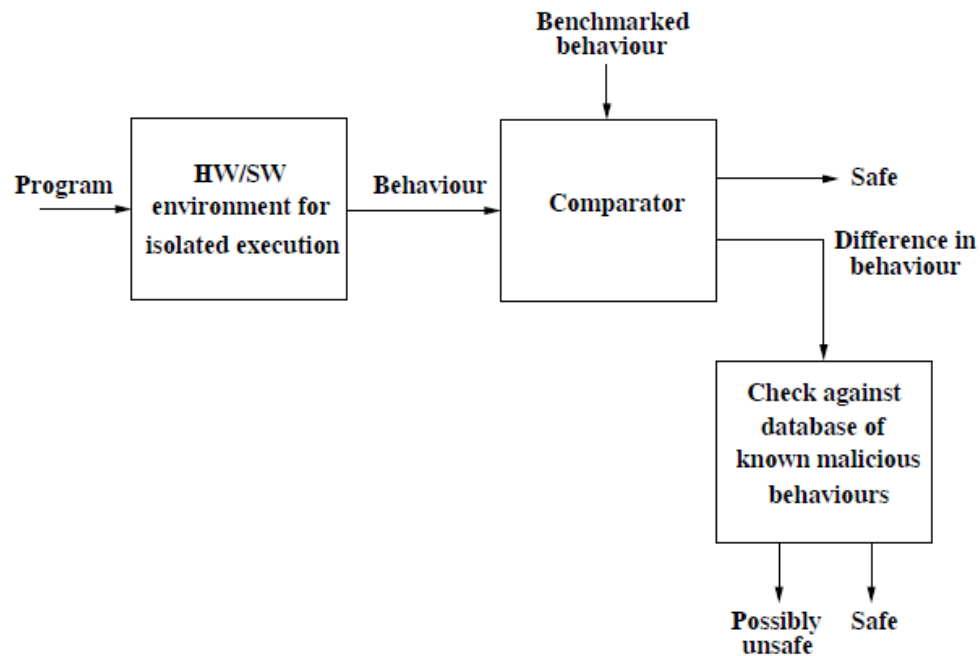 Benchmarked
behaviour
Program
HW/SW
environment for
isolated execution
Behaviour
Comparator
Safe
Difference in
behaviour
Check against
database of
known malicious
behaviours
Possibly
unsafe
Safe